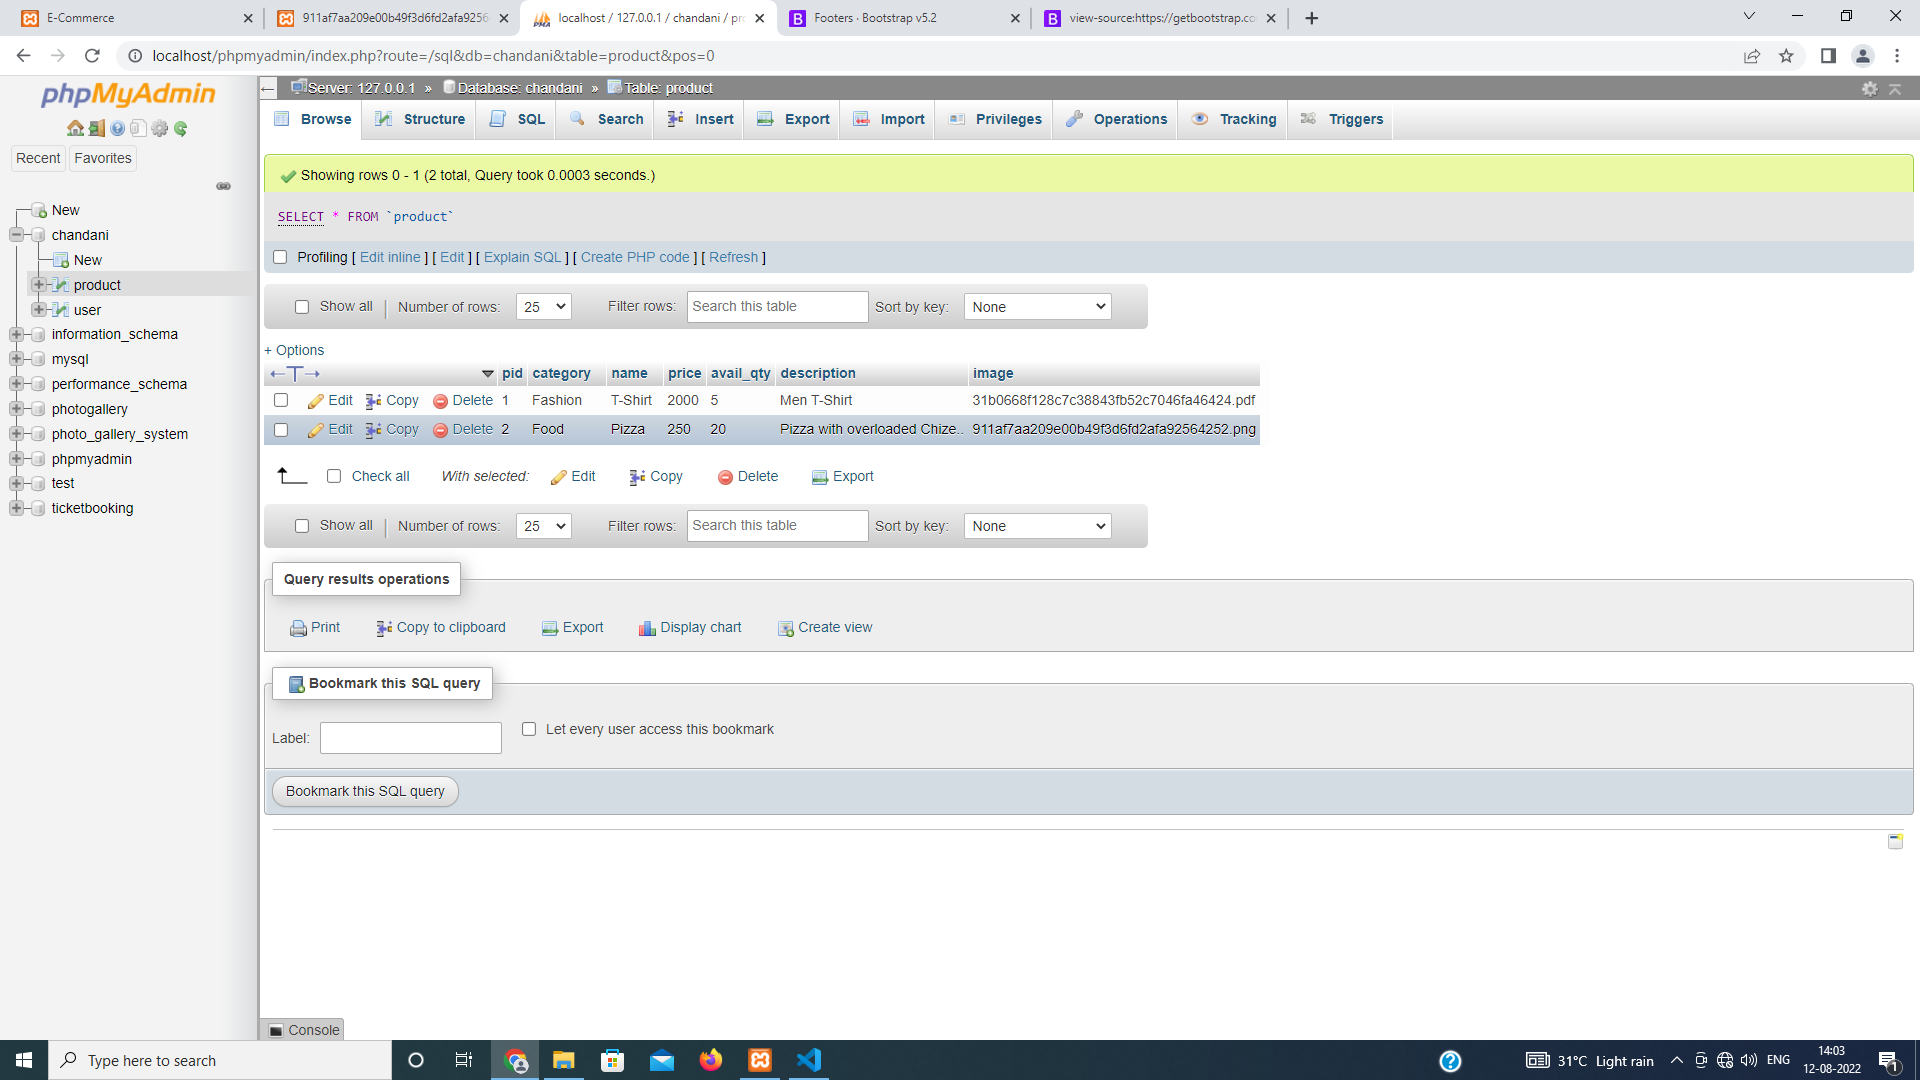 E-Commerce
911af7aa209e00b49f3d6fd2afa9256
localhost / 127.0.0.1 / chandani / pro
Footers · Bootstrap v5.2
view-source:https://getbootstrap.co
localhost/phpmyadmin/index.php?route=/sql&db=chandani&table=product&pos=0
phpMyAdmin
Recent
Favorites
New
chandani
New
product
user
information_schema
mysql
performance_schema
photogallery
photo_gallery_system
phpmyadmin
test
ticketbooking
Server: 127.0.0.1 » Database: chandani » Table: product
Browse Structure SQL Search Insert Export Import Privileges Operations Tracking Triggers
Showing rows 0 - 1 (2 total, Query took 0.0003 seconds.)
SELECT * FROM `product`
Profiling [ Edit inline ] [ Edit ] [ Explain SQL ] [ Create PHP code ] [ Refresh ]
Show all Number of rows: 25 Filter rows: Search this table Sort by key: None
+ Options
←T→ pid category name price avail_qty description image
Edit Copy Delete 1 Fashion T-Shirt 2000 5 Men T-Shirt 31b0668f128c7c38843fb52c7046fa46424.pdf
Edit Copy Delete 2 Food Pizza 250 20 Pizza with overloaded Chize.. 911af7aa209e00b49f3d6fd2afa92564252.png
Check all With selected: Edit Copy Delete Export
Show all Number of rows: 25 Filter rows: Search this table Sort by key: None
Query results operations
Print Copy to clipboard Export Display chart Create view
Bookmark this SQL query
Label: Let every user access this bookmark
Bookmark this SQL query
Console
Type here to search
31°C Light rain
ENG
14:03
12-08-2022
1